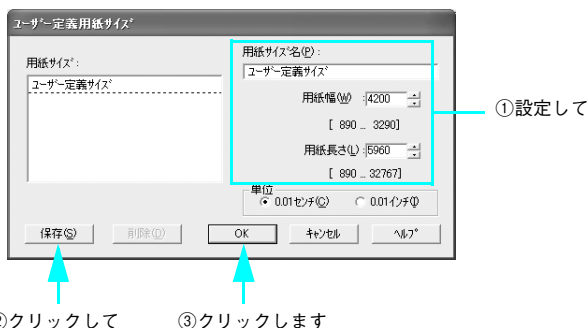 ユーザー定義用紙サイズ
用紙サイズ:
ユーザー定義サイズ
用紙サイズ名(P):
ユーザー定義サイズ
用紙幅(W) :4200
[ 890 .. 3290]
用紙長さ(L) :5960
[ 890 .. 32767]
単位
0.01センチ(C) 0.01インチ(I)
保存(S) 削除(D) OK キャンセル ヘルプ
①設定して
②クリックして ③クリックします